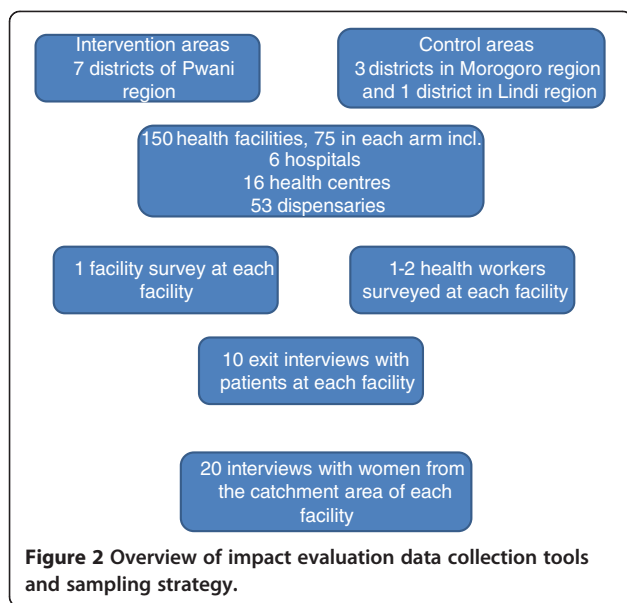 Intervention areas
7 districts of Pwani
region
Control areas
3 districts in Morogoro region
and 1 district in Lindi region
150 health facilities, 75 in each arm incl.
6 hospitals
16 health centres
53 dispensaries
1 facility survey at each
facility
1-2 health workers
surveyed at each facility
10 exit interviews with
patients at each facility
20 interviews with women from
the catchment area of each
facility
Figure 2 Overview of impact evaluation data collection tools
and sampling strategy.